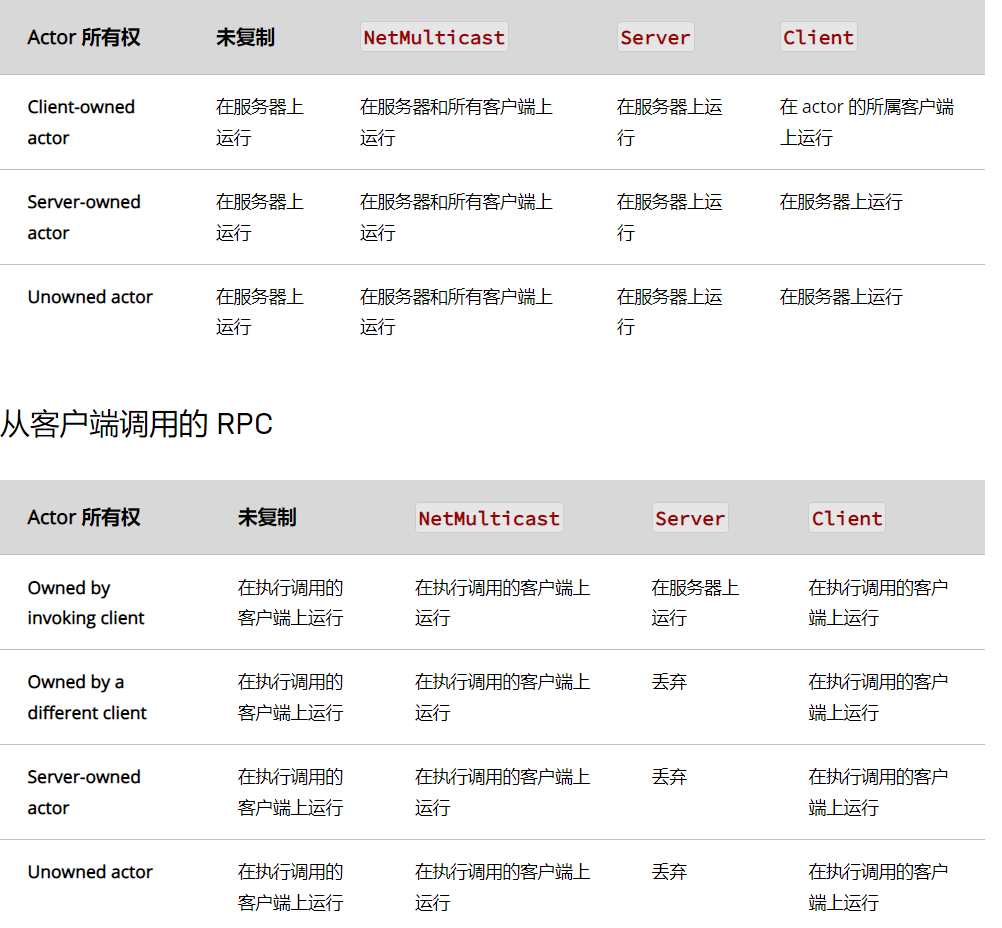 Actor 所有权 未复制 NetMulticast Server Client
Client-owned 在服务器上 在服务器和所有客户端上 在服务器上运 在 actor 的所属客户端
actor 运行 运行 行 上运行
Server-owned 在服务器上 在服务器和所有客户端上 在服务器上运 在服务器上运行
actor 运行 运行 行
Unowned actor 在服务器上 在服务器和所有客户端上 在服务器上运 在服务器上运行
运行 运行 行
从客户端调用的 RPC
Actor 所有权 未复制 NetMulticast Server Client
Owned by 在执行调用的 在执行调用的客户端上 在服务器上 在执行调用的客户
invoking client 客户端上运行 运行 运行 端上运行
Owned by a 在执行调用的 在执行调用的客户端上 丢弃 在执行调用的客户
different client 客户端上运行 运行 端上运行
Server-owned 在执行调用的 在执行调用的客户端上 丢弃 在执行调用的客户
actor 客户端上运行 运行 端上运行
Unowned actor 在执行调用的 在执行调用的客户端上 丢弃 在执行调用的客户
客户端上运行 运行 端上运行